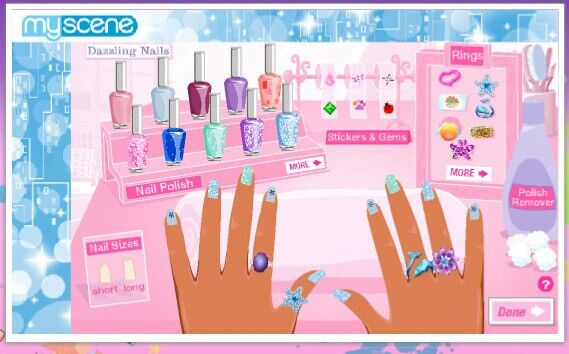 myscene
Dazzling Nails
Rings
Stickers & Gems
MORE
MORE
Nail Polish
Polish
Remover
Nail Sizes
short long
?
Done